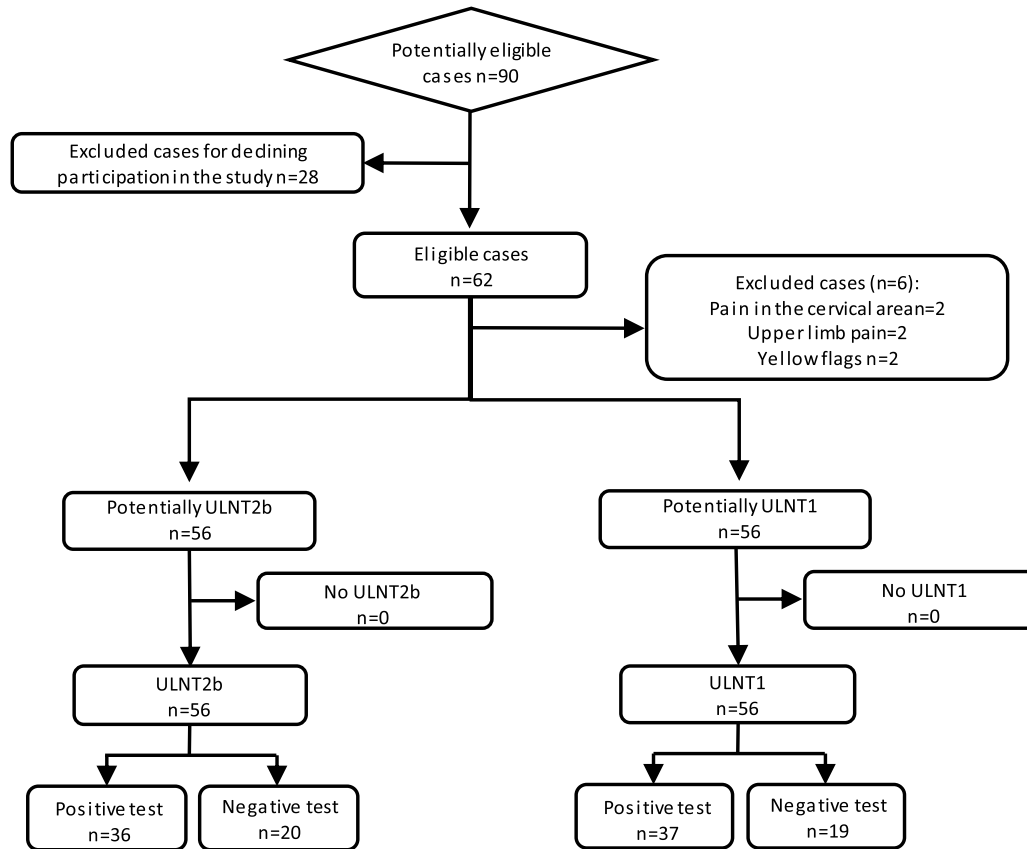 Potentially eligible
cases n=90
Excluded cases for declining
participation in the study n=28
Eligible cases
n=62
Excluded cases (n=6):
Pain in the cervical arean=2
Upper limb pain=2
Yellow flags n=2
Potentially ULNT2b
n=56
Potentially ULNT1
n=56
No ULNT2b
n=0
No ULNT1
n=0
ULNT2b
n=56
ULNT1
n=56
Positive test
n=36
Negative test
n=20
Positive test
n=37
Negative test
n=19